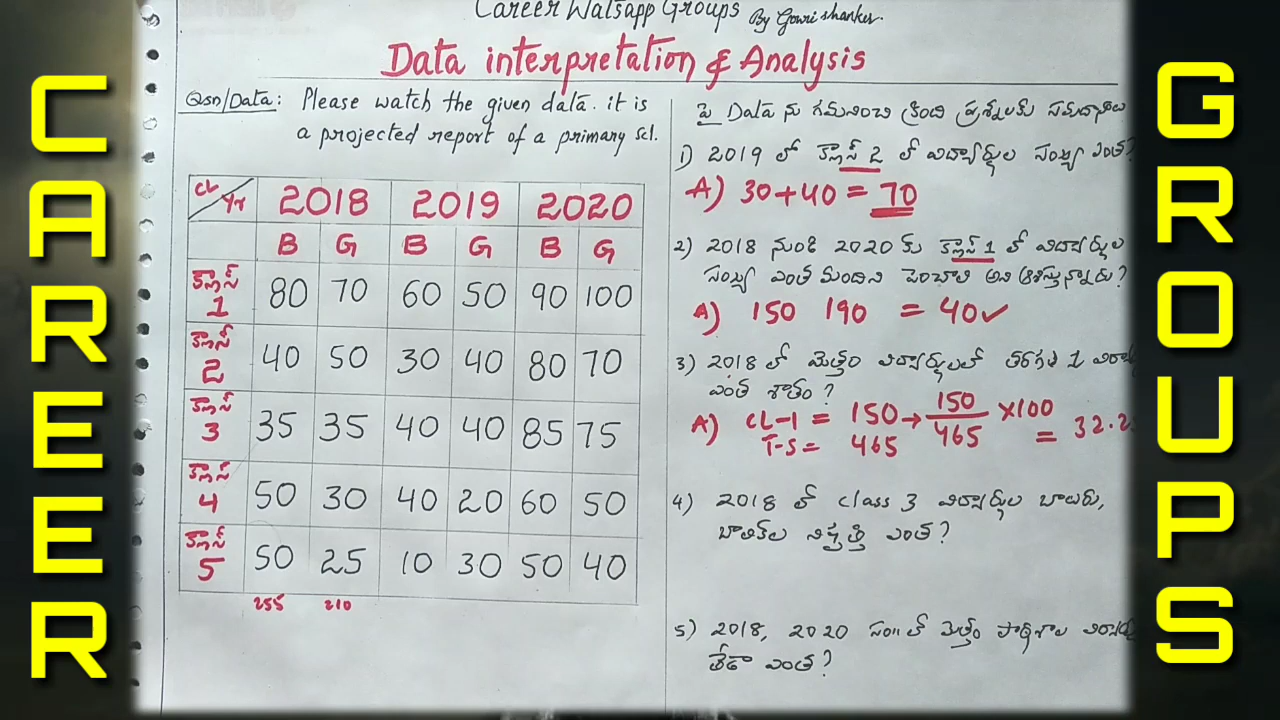 CAREER
GROUPS
Career Watsapp Groups By Gowri shanker.
Data interpretation & Analysis
Qsn/Data: Please watch the given data. it is
a projected report of a primary Scl.
CL/Yr 2018 2019 2020
B G B G B G
క్లాస్ 1 80 70 60 50 90 100
క్లాస్ 2 40 50 30 40 80 70
క్లాస్ 3 35 35 40 40 85 75
క్లాస్ 4 50 30 40 20 60 50
క్లాస్ 5 50 25 10 30 50 40
255 210
పై Data ను గమనించి క్రింది ప్రశ్నలకు
1) 2019 లో క్లాస్ 2 లో విద్యార్థుల సంఖ్య ఎంత?
A) 30+40 = 70
2) 2018 నుండి 2020 కు క్లాస్ 1 లో విద్యార్థుల
సంఖ్య ఎంత మందిని పెంచాలి అని ఆశిస్తున్నారు?
A) 150 190 = 40✓
3) 2018 లో మొత్తం విద్యార్థులలో తరగతి 1
ఎంత శాతం?
A) CL-1 = 150 → 150/465 ×100
T-S = 465 = 32.2
4) 2018 లో class 3 విద్యార్థుల బాలురు,
బాలికల నిష్పత్తి ఎంత?
5) 2018, 2020 సం॥లో మొత్తం పాఠశాల
తేడా ఎంత?